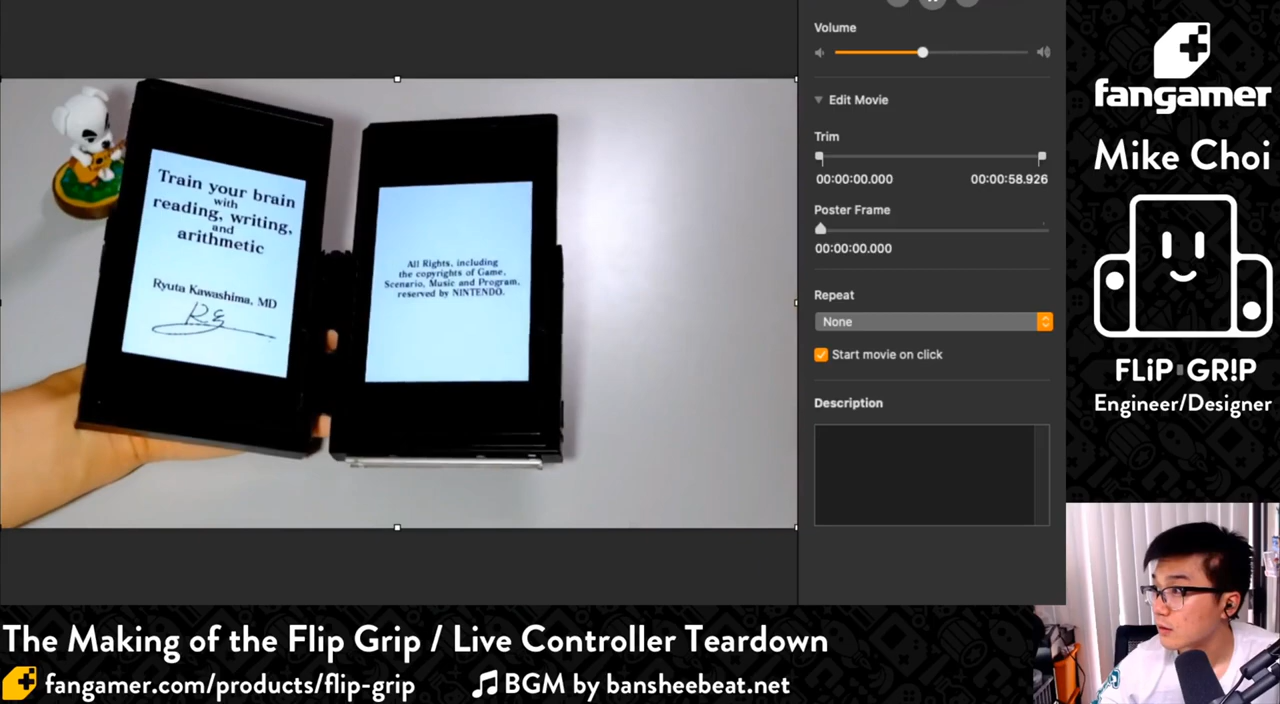 Train your brain
with
reading, writing,
and
arithmetic
Ryuta Kawashima, MD
All Rights, including
the copyrights of Game,
Scenario, Music and Program,
reserved by NINTENDO.
Volume
Edit Movie
Trim
00:00:00.000
00:00:58.926
Poster Frame
00:00:00.000
Repeat
None
Start movie on click
Description
fangamer
Mike Choi
FLiP GR!P
Engineer/Designer
The Making of the Flip Grip / Live Controller Teardown
fangamer.com/products/flip-grip
BGM by bansheebeat.net